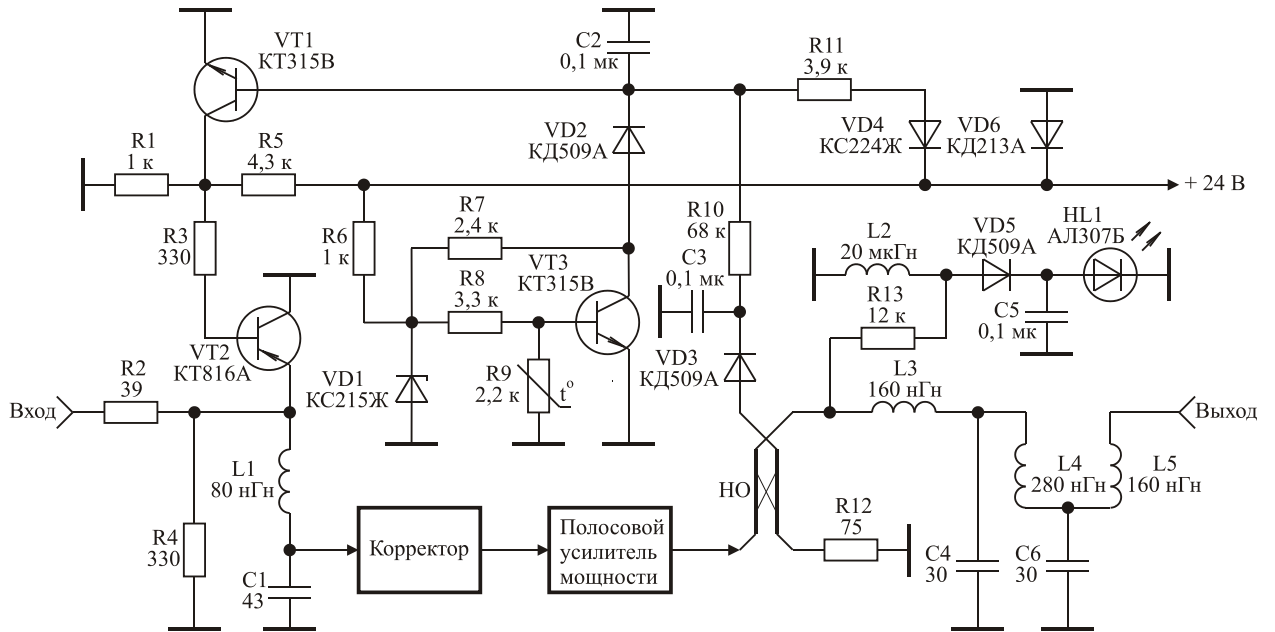 VT1
КТ315В
C2
0,1 мк
R11
3,9 к
R1
1 к
R5
4,3 к
VD2
КД509А
VD4
КС224Ж
VD6
КД213А
+ 24 В
R3
330
R6
1 к
R7
2,4 к
R8
3,3 к
VT3
КТ315В
R10
68 к
C3
0,1 мк
L2
20 мкГн
VD5
КД509А
HL1
АЛ307Б
R13
12 к
C5
0,1 мк
VT2
КТ816А
R2
39
Вход
VD1
КС215Ж
R9
2,2 к
t°
VD3
КД509А
L3
160 нГн
Выход
L1
80 нГн
НО
L4
280 нГн
L5
160 нГн
R4
330
C1
43
Корректор
Полосовой
усилитель
мощности
R12
75
C4
30
C6
30